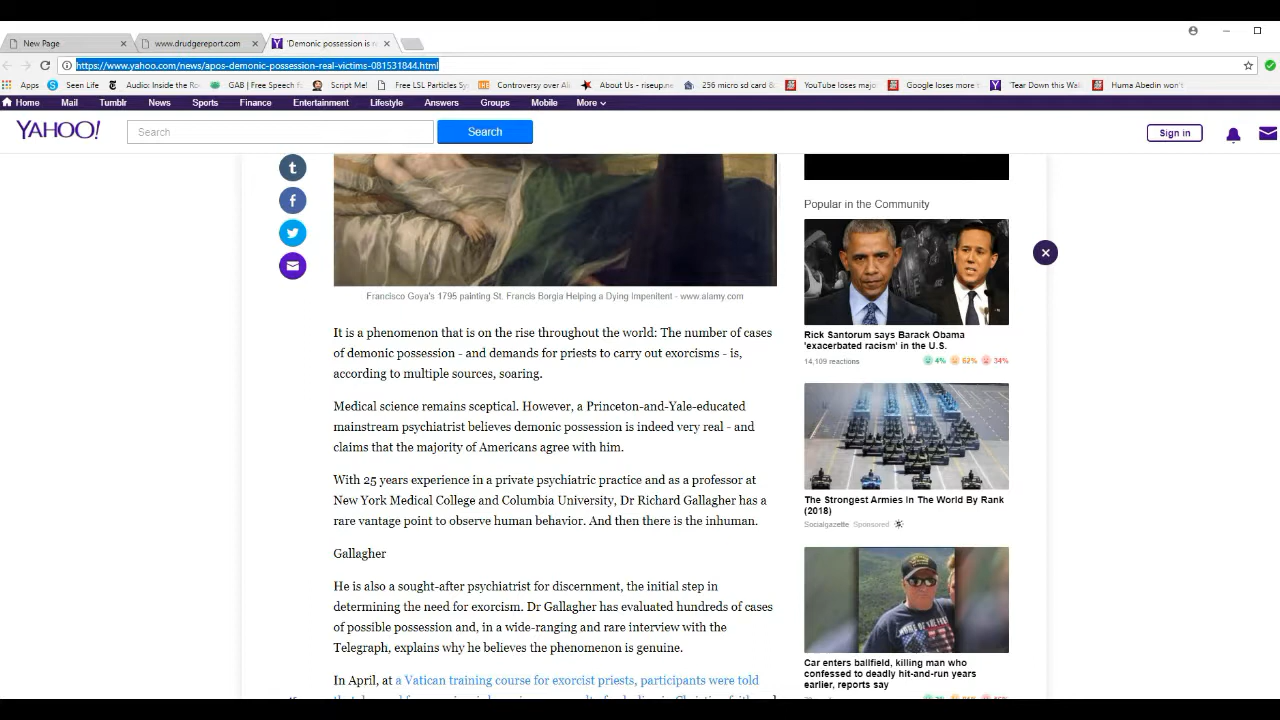 New Page
www.drudgereport.com
'Demonic possession is r
https://www.yahoo.com/news/apos-demonic-possession-real-victims-081531844.html
Apps
Seen Life
Audio: Inside the Ro
GAB | Free Speech f
Script Me!
Free LSL Particles Sy
Controversy over Al
About Us - riseup.ne
256 micro sd card &
YouTube loses majo
Google loses more
'Tear Down this Wa
Huma Abedin won't
Home
Mail
Tumblr
News
Sports
Finance
Entertainment
Lifestyle
Answers
Groups
Mobile
More
YAHOO!
Search
Search
Sign in
Francisco Goya's 1795 painting St. Francis Borgia Helping a Dying Impenitent - www.alamy.com
It is a phenomenon that is on the rise throughout the world: The number of cases
of demonic possession - and demands for priests to carry out exorcisms - is,
according to multiple sources, soaring.
Medical science remains sceptical. However, a Princeton-and-Yale-educated
mainstream psychiatrist believes demonic possession is indeed very real - and
claims that the majority of Americans agree with him.
With 25 years experience in a private psychiatric practice and as a professor at
New York Medical College and Columbia University, Dr Richard Gallagher has a
rare vantage point to observe human behavior. And then there is the inhuman.
Gallagher
He is also a sought-after psychiatrist for discernment, the initial step in
determining the need for exorcism. Dr Gallagher has evaluated hundreds of cases
of possible possession and, in a wide-ranging and rare interview with the
Telegraph, explains why he believes the phenomenon is genuine.
In April, at a Vatican training course for exorcist priests, participants were told
Popular in the Community
Rick Santorum says Barack Obama
'exacerbated racism' in the U.S.
14,109 reactions
4% 62% 34%
The Strongest Armies In The World By Rank
(2018)
Socialgazette Sponsored
Car enters ballfield, killing man who
confessed to deadly hit-and-run years
earlier, reports say